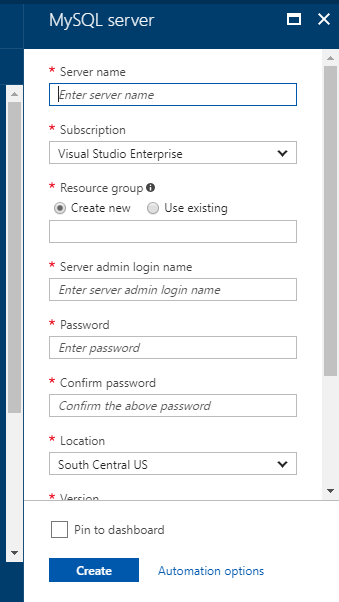 MySQL server
* Server name
Enter server name
* Subscription
Visual Studio Enterprise
* Resource group
Create new Use existing
* Server admin login name
Enter server admin login name
* Password
Enter password
* Confirm password
Confirm the above password
* Location
South Central US
* Version
Pin to dashboard
Create Automation options